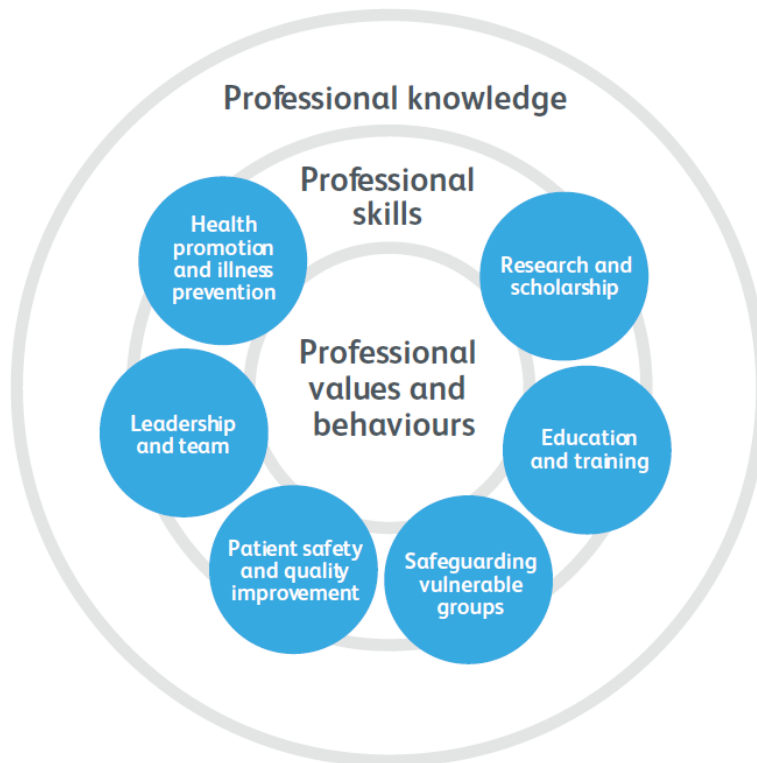 Professional knowledge
Professional
skills
Health
promotion
and illness
prevention
Research and
scholarship
Professional
values and
behaviours
Leadership
and team
Education
and training
Patient safety
and quality
improvement
Safeguarding
vulnerable
groups